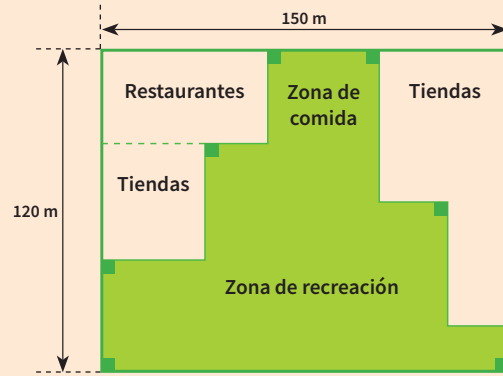 150 m
Restaurantes
Zona de
comida
Tiendas
Tiendas
120 m
Zona de recreación